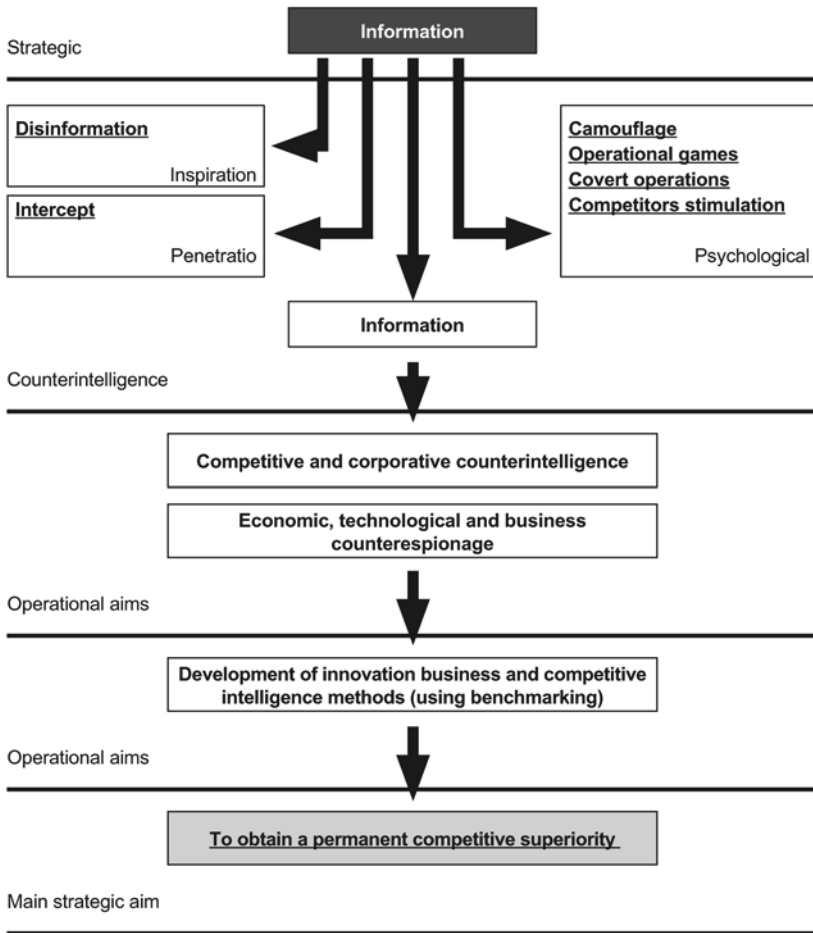 Information
Strategic
Disinformation
Inspiration
Intercept
Penetratio
Camouflage
Operational games
Covert operations
Competitors stimulation
Psychological
Information
Counterintelligence
Competitive and corporative counterintelligence
Economic, technological and business
counterespionage
Operational aims
Development of innovation business and competitive
intelligence methods (using benchmarking)
Operational aims
To obtain a permanent competitive superiority
Main strategic aim